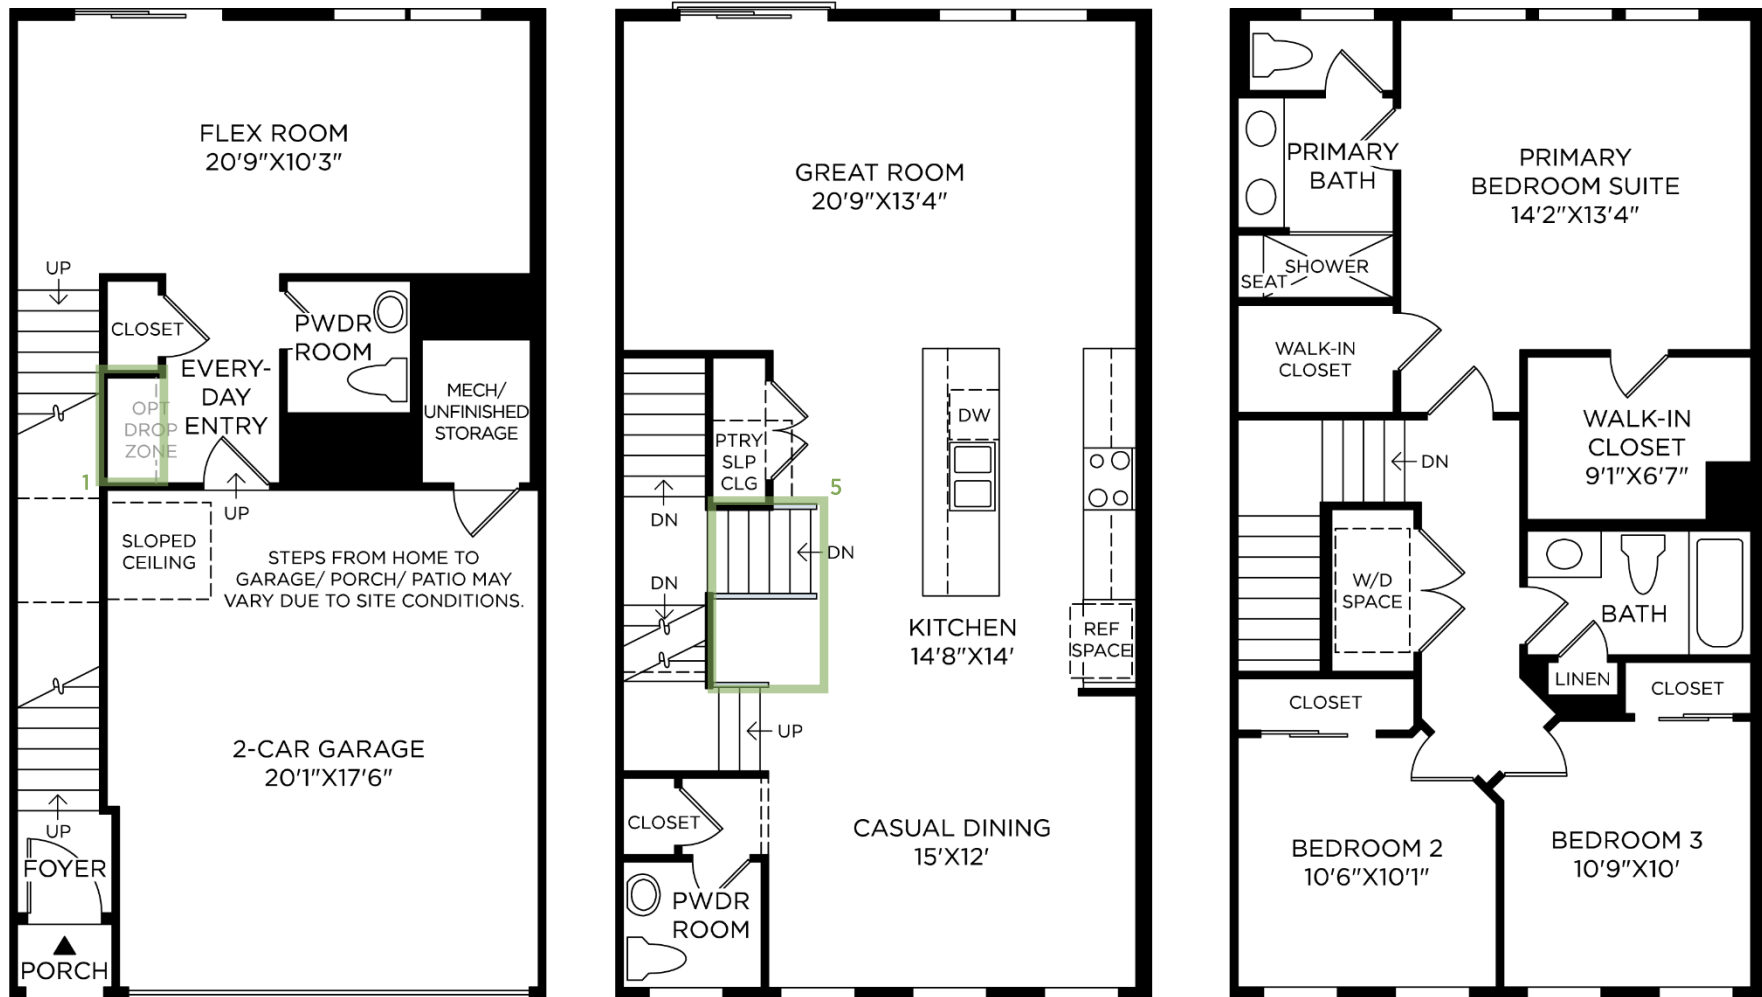 FLEX ROOM
20'9"X10'3"
UP
CLOSET
PWDR
ROOM
EVERY-
DAY
ENTRY
MECH/
UNFINISHED
STORAGE
OPT
DROP
ZONE
1
UP
SLOPED
CEILING
STEPS FROM HOME TO
GARAGE/ PORCH/ PATIO MAY
VARY DUE TO SITE CONDITIONS.
2-CAR GARAGE
20'1"X17'6"
UP
FOYER
PORCH
GREAT ROOM
20'9"X13'4"
DW
PTRY
SLP
CLG
5
DN
DN
DN
KITCHEN
14'8"X14'
REF
SPACE
UP
CLOSET
CASUAL DINING
15'X12'
PWDR
ROOM
PRIMARY
BATH
PRIMARY
BEDROOM SUITE
14'2"X13'4"
SHOWER
SEAT
WALK-IN
CLOSET
WALK-IN
CLOSET
9'1"X6'7"
DN
W/D
SPACE
BATH
LINEN
CLOSET
CLOSET
BEDROOM 2
10'6"X10'1"
BEDROOM 3
10'9"X10'